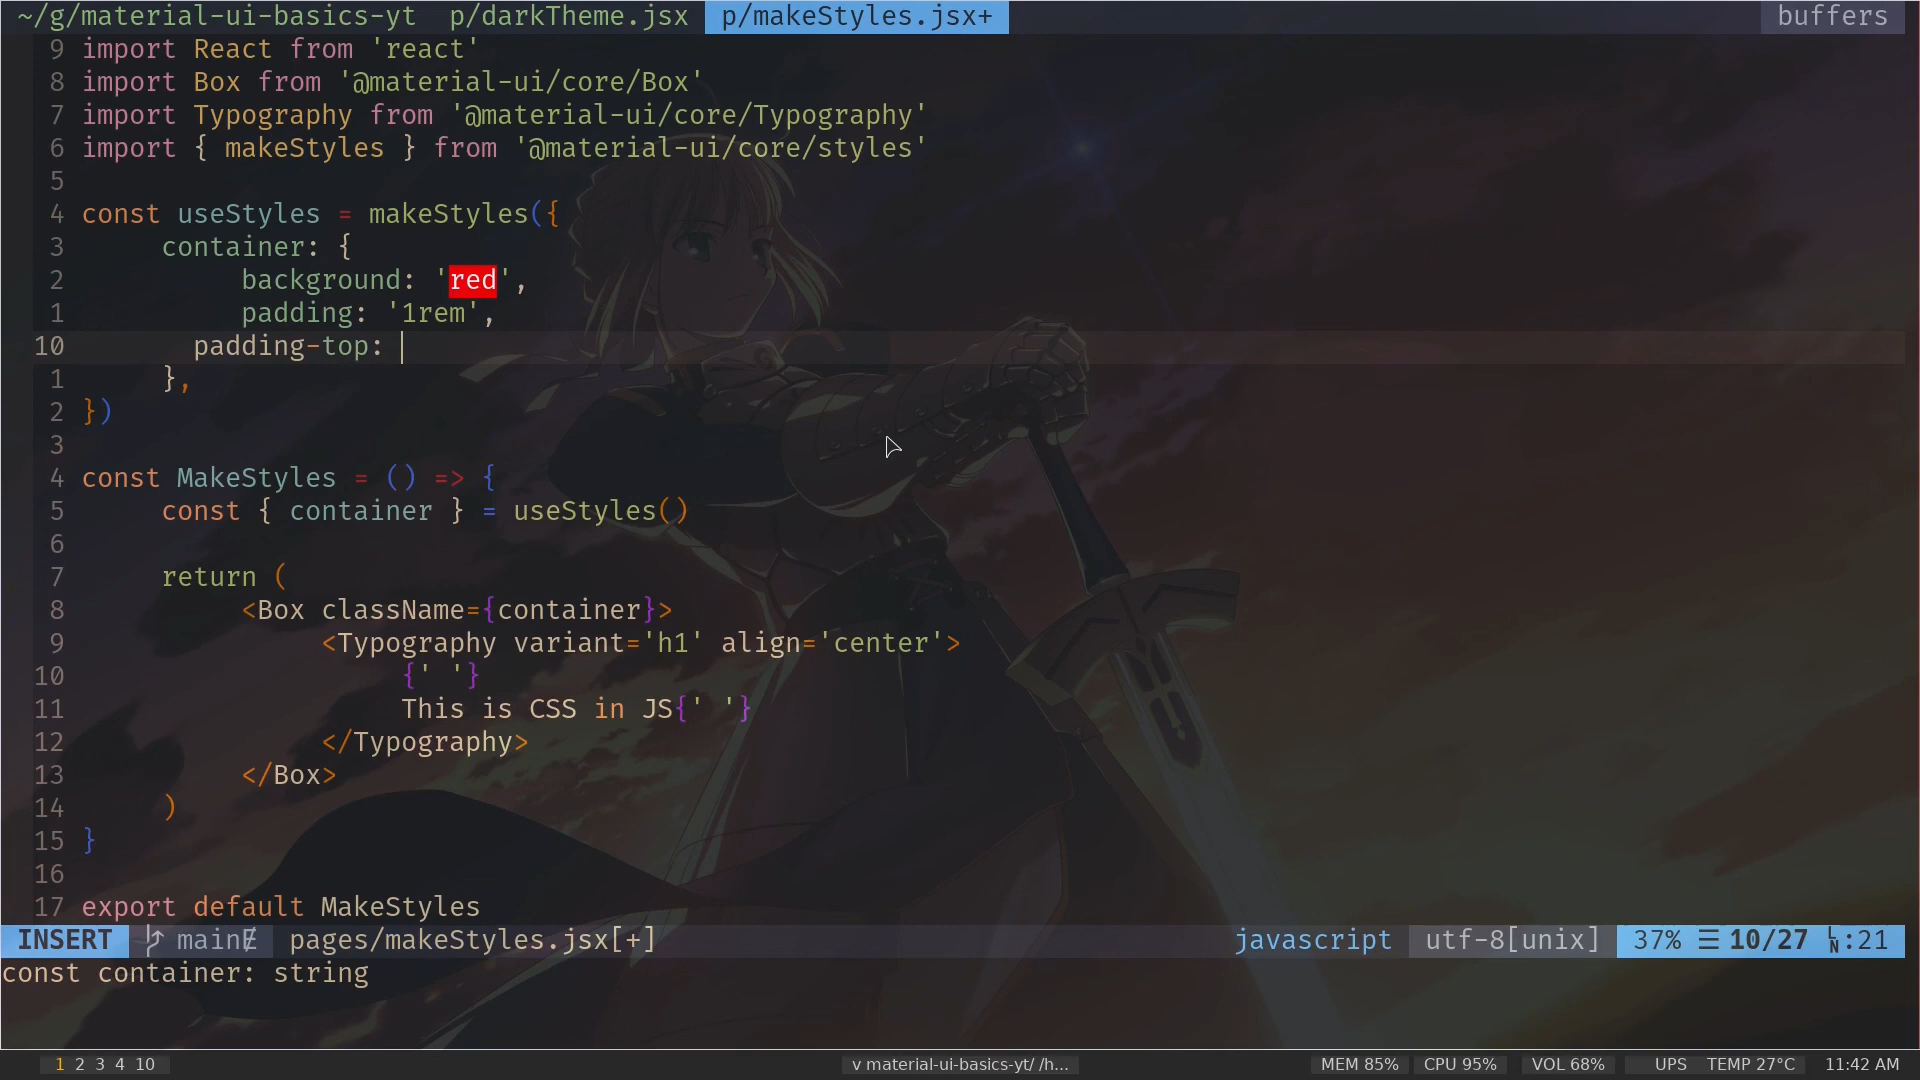 ~/g/material-ui-basics-yt  p/darkTheme.jsx  p/makeStyles.jsx+  buffers
9 import React from 'react'
8 import Box from '@material-ui/core/Box'
7 import Typography from '@material-ui/core/Typography'
6 import { makeStyles } from '@material-ui/core/styles'
5
4 const useStyles = makeStyles({
3      container: {
2           background: 'red',
1           padding: '1rem',
10        padding-top:
1      },
2 })
3
4 const MakeStyles = () => {
5      const { container } = useStyles()
6
7      return (
8           <Box className={container}>
9                <Typography variant='h1' align='center'>
10                    {' '}
11                    This is CSS in JS{' '}
12               </Typography>
13          </Box>
14     )
15 }
16
17 export default MakeStyles
INSERT  mainɆ  pages/makeStyles.jsx[+]  javascript  utf-8[unix]  37% ☰ 10/27 LN:21
const container: string
1 2 3 4 10  v material-ui-basics-yt/ /h...  MEM 85%  CPU 95%  VOL 68%  UPS  TEMP 27°C  11:42 AM